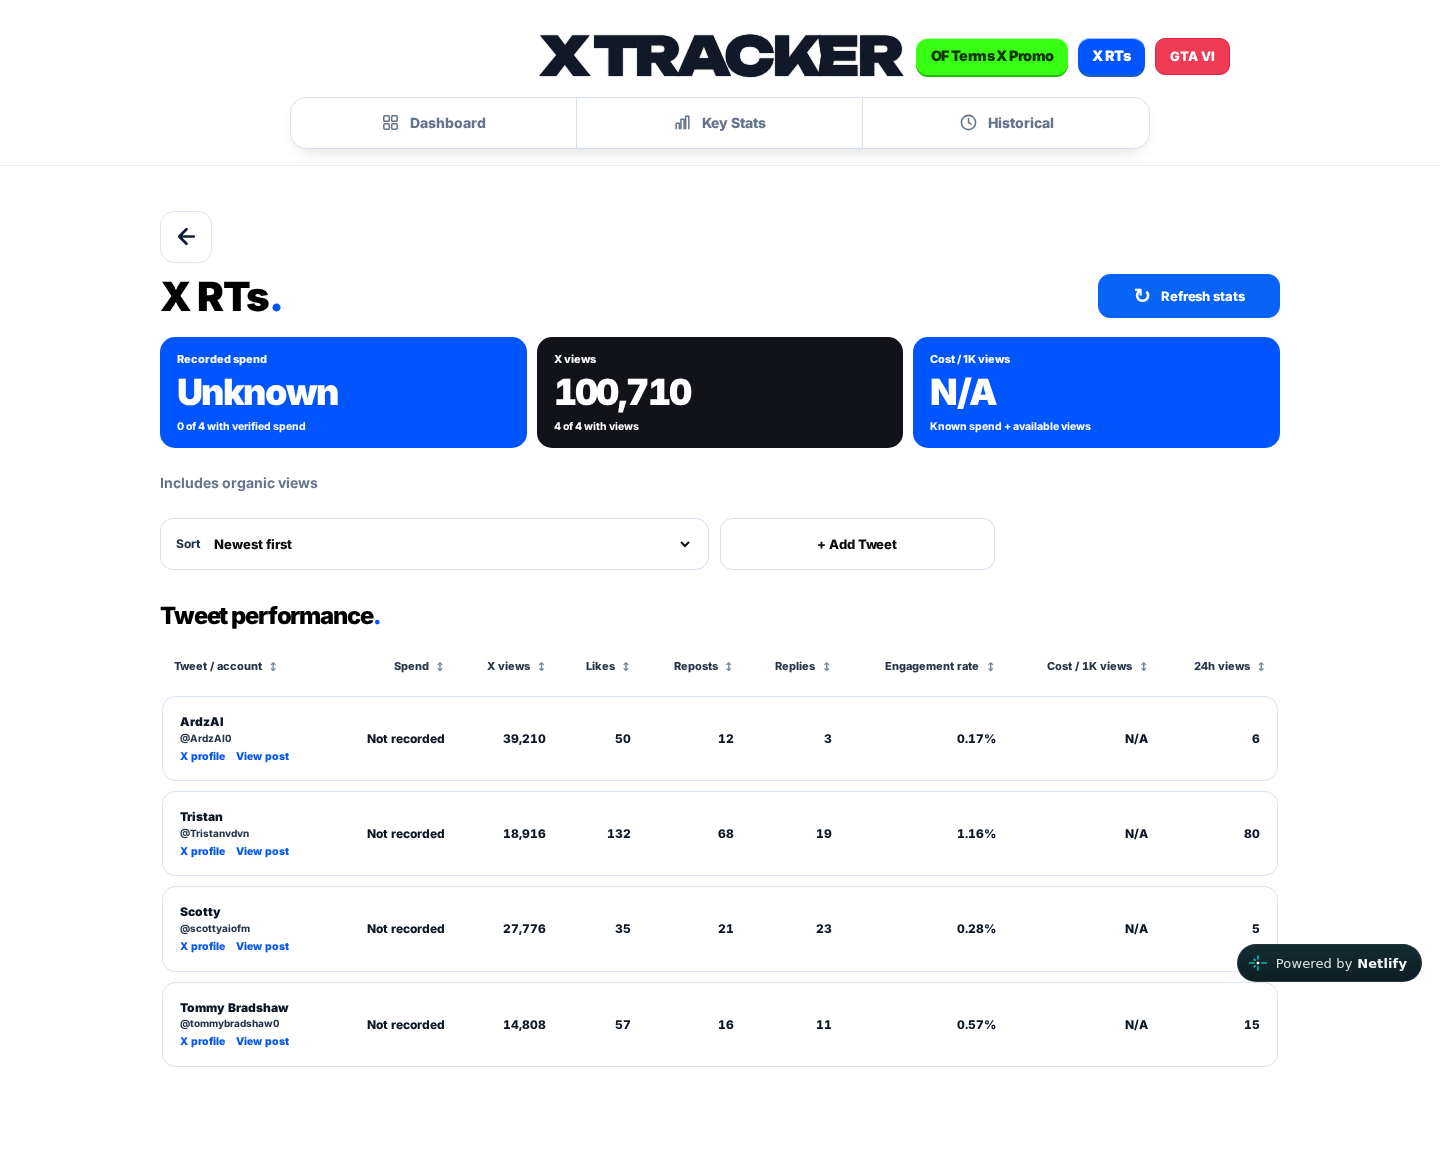 X TRACKER
OF Terms X Promo
X RTs
GTA VI
Dashboard
Key Stats
Historical
X RTs.
↻ Refresh stats
Recorded spend
Unknown
0 of 4 with verified spend
X views
100,710
4 of 4 with views
Cost / 1K views
N/A
Known spend + available views
Includes organic views
Sort Newest first
+ Add Tweet
Tweet performance.
Tweet / account ↕ Spend ↕ X views ↕ Likes ↕ Reposts ↕ Replies ↕ Engagement rate ↕ Cost / 1K views ↕ 24h views ↕
ArdzAI
@ArdzAI0
X profile View post
Not recorded 39,210 50 12 3 0.17% N/A 6
Tristan
@Tristanvdvn
X profile View post
Not recorded 18,916 132 68 19 1.16% N/A 80
Scotty
@scottyaiofm
X profile View post
Not recorded 27,776 35 21 23 0.28% N/A 5
Powered by Netlify
Tommy Bradshaw
@tommybradshaw0
X profile View post
Not recorded 14,808 57 16 11 0.57% N/A 15